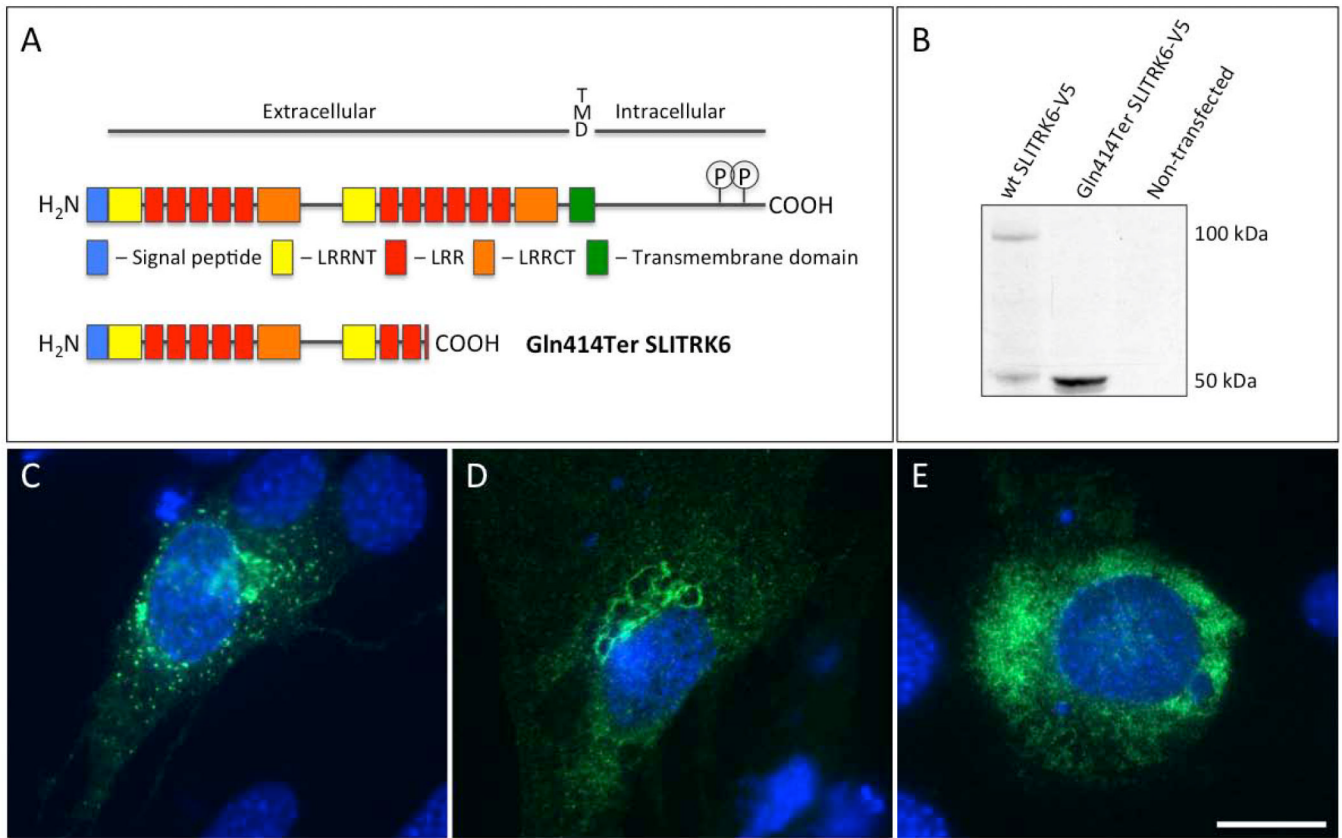 A
Extracellular
TMD
Intracellular
P P
H₂N
COOH
– Signal peptide – LRRNT – LRR – LRRCT – Transmembrane domain
H₂N COOH Gln414Ter SLITRK6
B
wt SLITRK6-V5
Gln414Ter SLITRK6-V5
Non-transfected
100 kDa
50 kDa
C
D
E